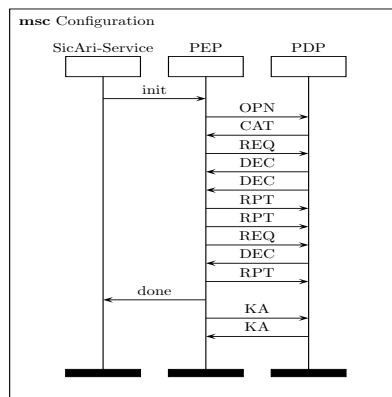 msc Configuration
SicAri-Service PEP PDP
init
OPN
CAT
REQ
DEC
DEC
RPT
RPT
REQ
DEC
RPT
done
KA
KA